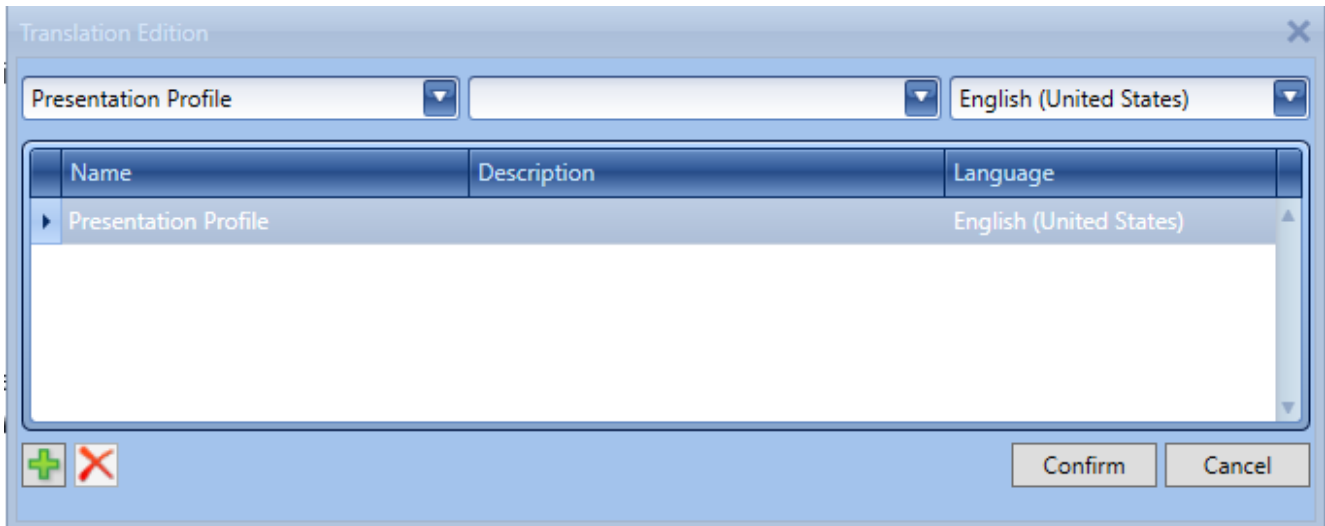 Translation Edition
Presentation Profile English (United States)
Name Description Language
Presentation Profile English (United States)
Confirm Cancel